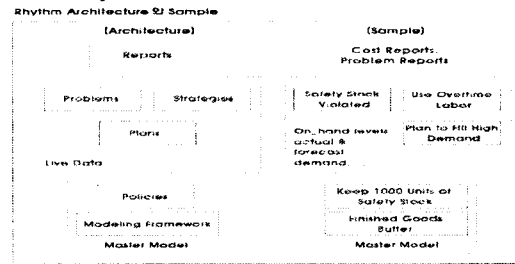 Rhythm Architecture 와 Sample
(Architecture)
Reports
Problems Strategise
Plans
Live Data
Policies
Modeling Framework
Master Model
(Sample)
Cost Reports.
Problem Reports
Safety Stock
Violated
Use Overtime
Labor
On_hand levels
actual &
forecast
demand.
Plan to Fill High
Demand
Keep 1000 Units of
Safety Stock
Finished Goods
Buffer
Master Model